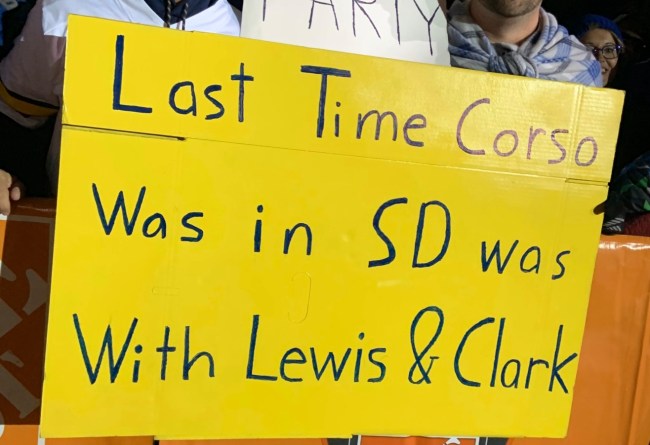 PARTY
Last Time Corso
Was in SD was
With Lewis & Clark